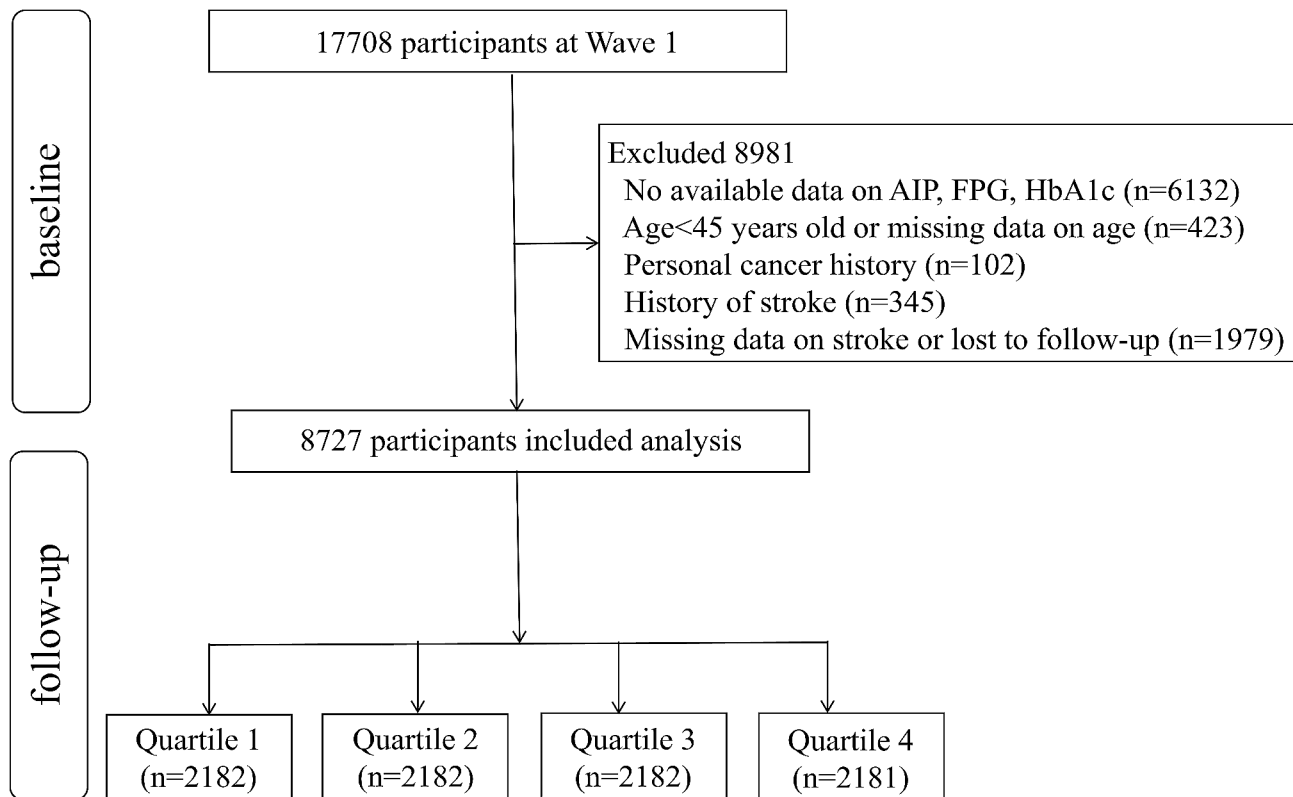 baseline
17708 participants at Wave 1
Excluded 8981
No available data on AIP, FPG, HbA1c (n=6132)
Age<45 years old or missing data on age (n=423)
Personal cancer history (n=102)
History of stroke (n=345)
Missing data on stroke or lost to follow-up (n=1979)
8727 participants included analysis
follow-up
Quartile 1
(n=2182)
Quartile 2
(n=2182)
Quartile 3
(n=2182)
Quartile 4
(n=2181)